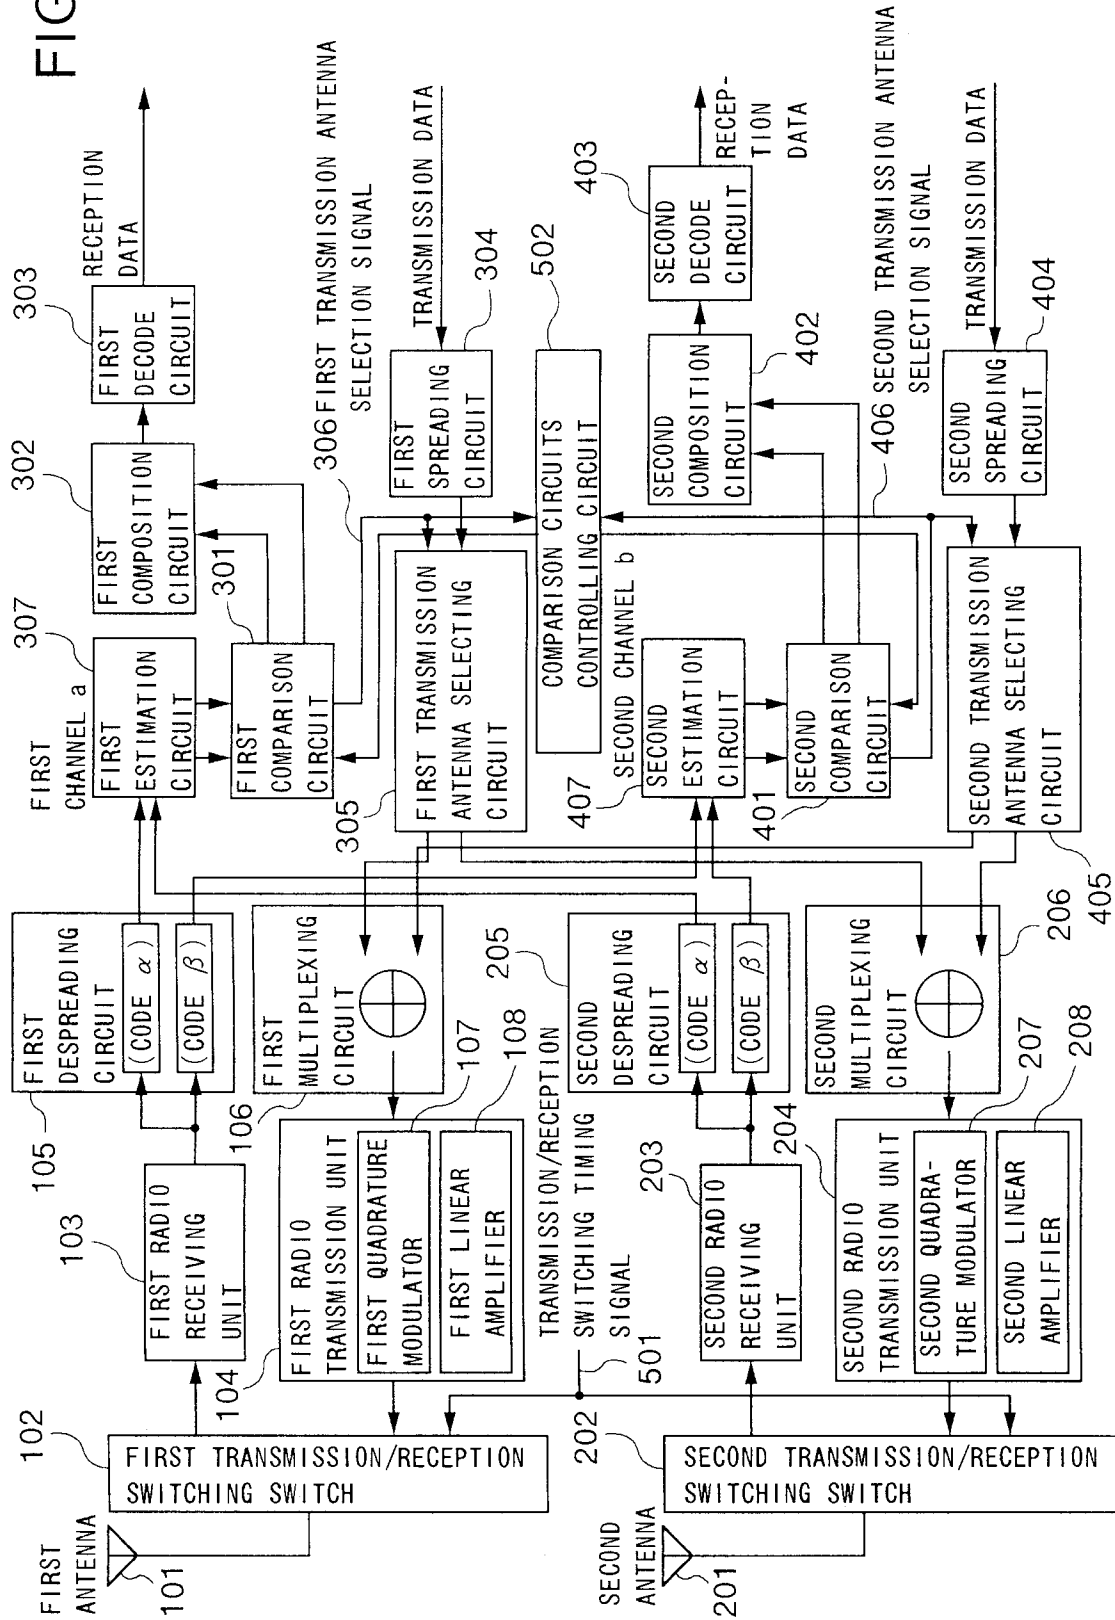 FIG
FIRST
ANTENNA
101
102
FIRST TRANSMISSION/RECEPTION
SWITCHING SWITCH
103
FIRST RADIO
RECEIVING
UNIT
104
FIRST RADIO
TRANSMISSION UNIT
FIRST QUADRATURE
MODULATOR
107
FIRST LINEAR
AMPLIFIER
108
105
FIRST
DESPREADING
CIRCUIT
(CODE α)
(CODE β)
106
FIRST
MULTIPLEXING
CIRCUIT
FIRST
CHANNEL a
307
FIRST
ESTIMATION
CIRCUIT
301
FIRST
COMPARISON
CIRCUIT
302
FIRST
COMPOSITION
CIRCUIT
303
FIRST
DECODE
CIRCUIT
RECEPTION
DATA
306 FIRST TRANSMISSION ANTENNA
SELECTION SIGNAL
TRANSMISSION DATA
304
FIRST
SPREADING
CIRCUIT
305
FIRST TRANSMISSION
ANTENNA SELECTING
CIRCUIT
502
COMPARISON CIRCUITS
CONTROLLING CIRCUIT
TRANSMISSION/RECEPTION
SWITCHING TIMING
SIGNAL
501
SECOND
ANTENNA
201
202
SECOND TRANSMISSION/RECEPTION
SWITCHING SWITCH
203
SECOND RADIO
RECEIVING
UNIT
204
SECOND RADIO
TRANSMISSION UNIT
SECOND QUADRA-
TURE MODULATOR
207
SECOND LINEAR
AMPLIFIER
208
205
SECOND
DESPREADING
CIRCUIT
(CODE α)
(CODE β)
206
SECOND
MULTIPLEXING
CIRCUIT
SECOND CHANNEL b
407
SECOND
ESTIMATION
CIRCUIT
401
SECOND
COMPARISON
CIRCUIT
402
SECOND
COMPOSITION
CIRCUIT
403
SECOND
DECODE
CIRCUIT
RECEP-
TION
DATA
406 SECOND TRANSMISSION ANTENNA
SELECTION SIGNAL
TRANSMISSION DATA
404
SECOND
SPREADING
CIRCUIT
405
SECOND TRANSMISSION
ANTENNA SELECTING
CIRCUIT